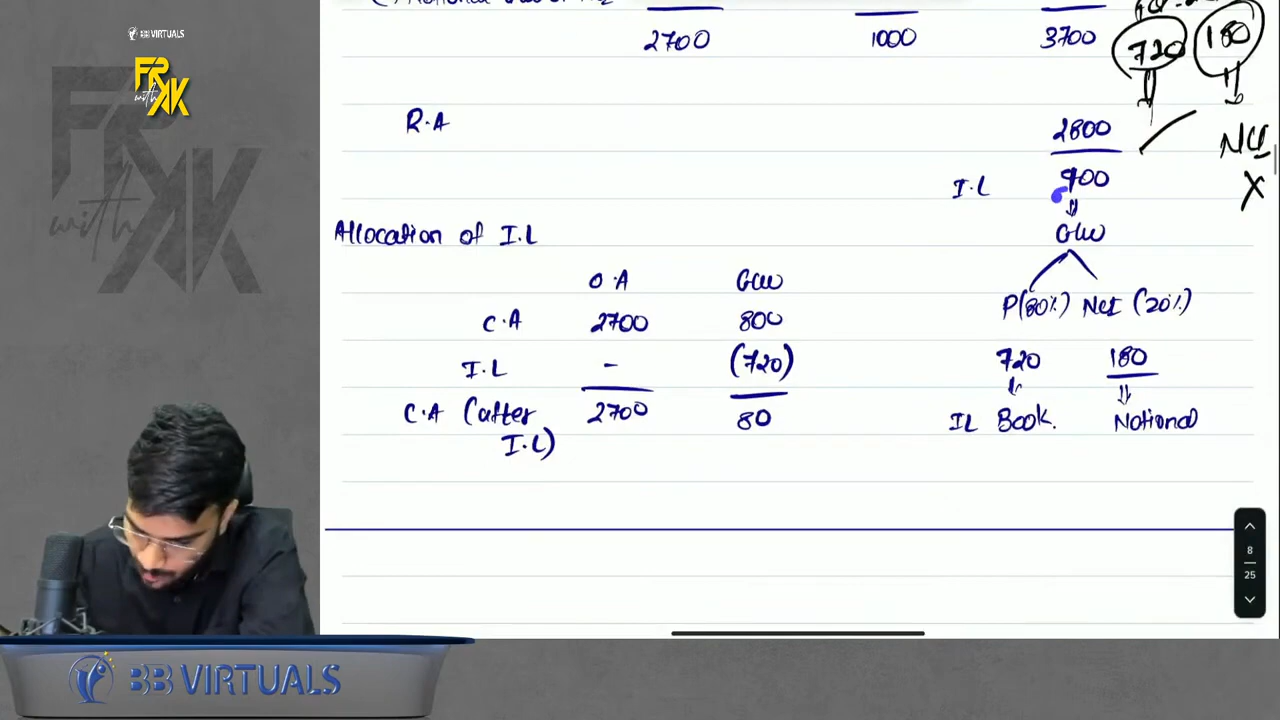 BB VIRTUALS
FR with AK
2700 1000 3700
720 180
R.A 2800
NCI X
I.L 900
GW
Allocation of I.L
P(80%) NCI (20%)
O.A GW
C.A 2700 800
I.L - (720)
C.A (after I.L) 2700 80
720 180
IL Book. Notional
8
25
BB VIRTUALS